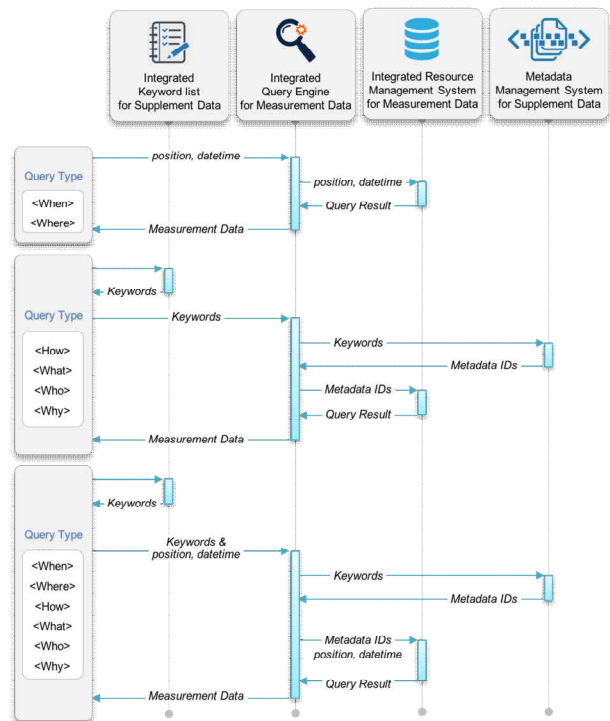 Integrated
Keyword list
for Supplement Data
Integrated
Query Engine
for Measurement Data
Integrated Resource
Management System
for Measurement Data
Metadata
Management System
for Supplement Data
Query Type
<When>
<Where>
position, datetime
position, datetime
Query Result
Measurement Data
Query Type
<How>
<What>
<Who>
<Why>
Keywords
Keywords
Keywords
Metadata IDs
Metadata IDs
Query Result
Measurement Data
Query Type
<When>
<Where>
<How>
<What>
<Who>
<Why>
Keywords
Keywords &
position, datetime
Keywords
Metadata IDs
Metadata IDs
position, datetime
Query Result
Measurement Data